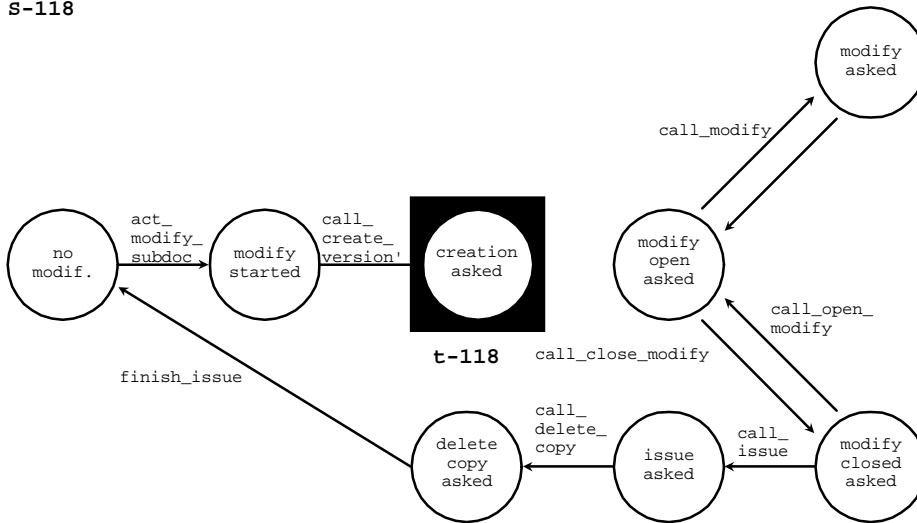 S-118
modify
asked
call_modify
act_
modify_
subdoc
call_
create_
version'
no
modif.
modify
started
creation
asked
modify
open
asked
t-118
call_open_
modify
call_close_modify
finish_issue
call_
delete_
copy
call_
issue
delete
copy
asked
issue
asked
modify
closed
asked